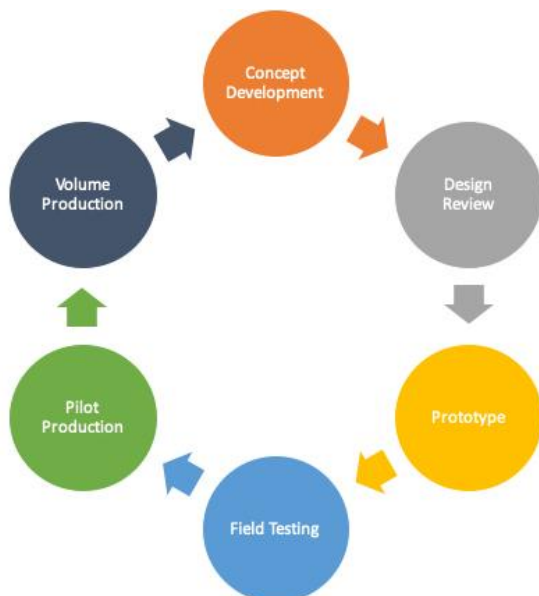 Concept
Development
Design
Review
Prototype
Field Testing
Pilot
Production
Volume
Production